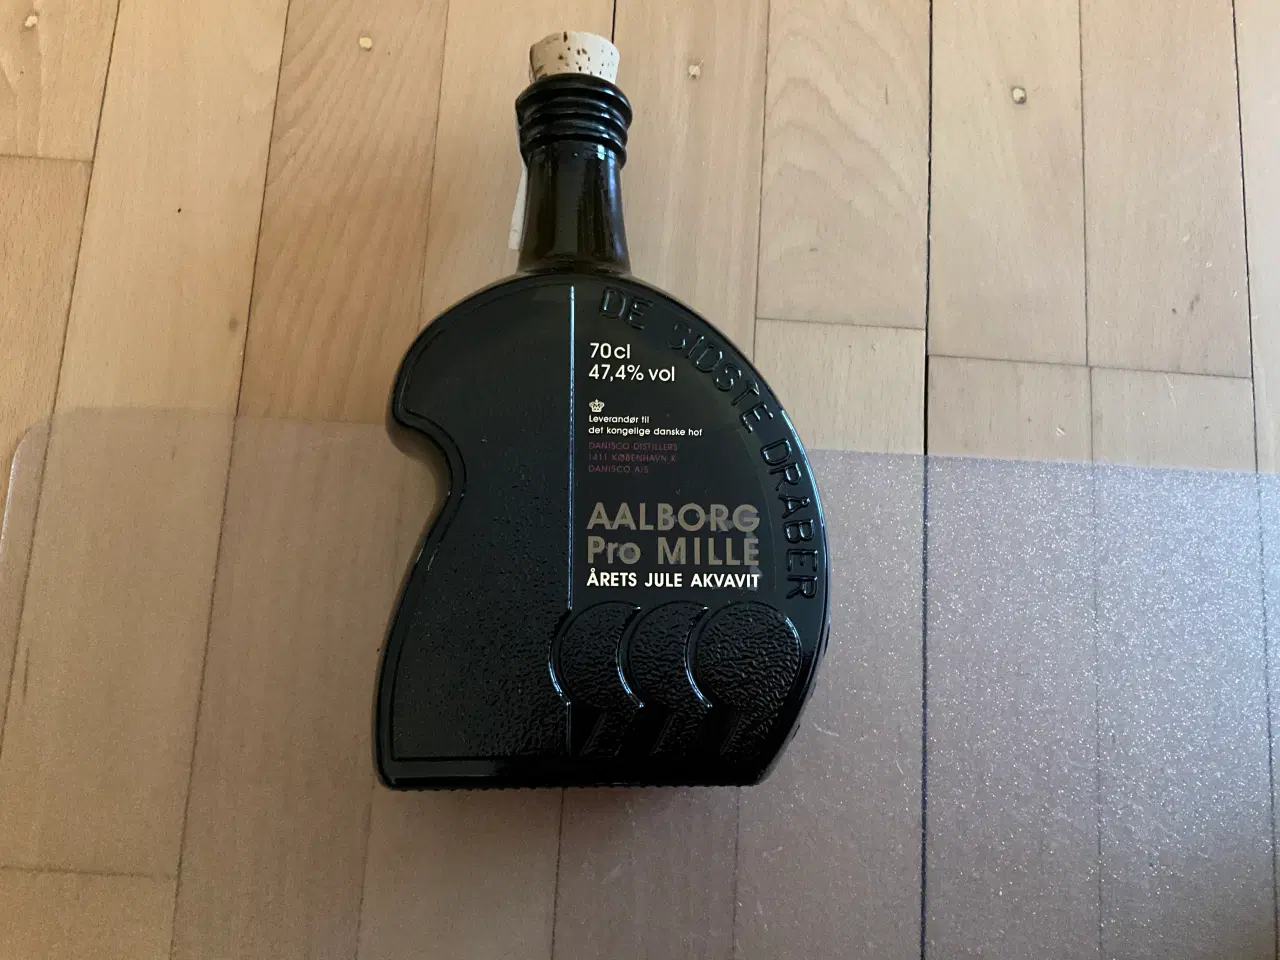 DE SIDSTE DRÅBER
70cl
47,4% vol
Leverandør til
det kongelige danske hof
DANISCO DISTILLERS
1411 KØBENHAVN K
DANISCO A/S
AALBORG
Pro MILLE
ÅRETS JULE AKVAVIT